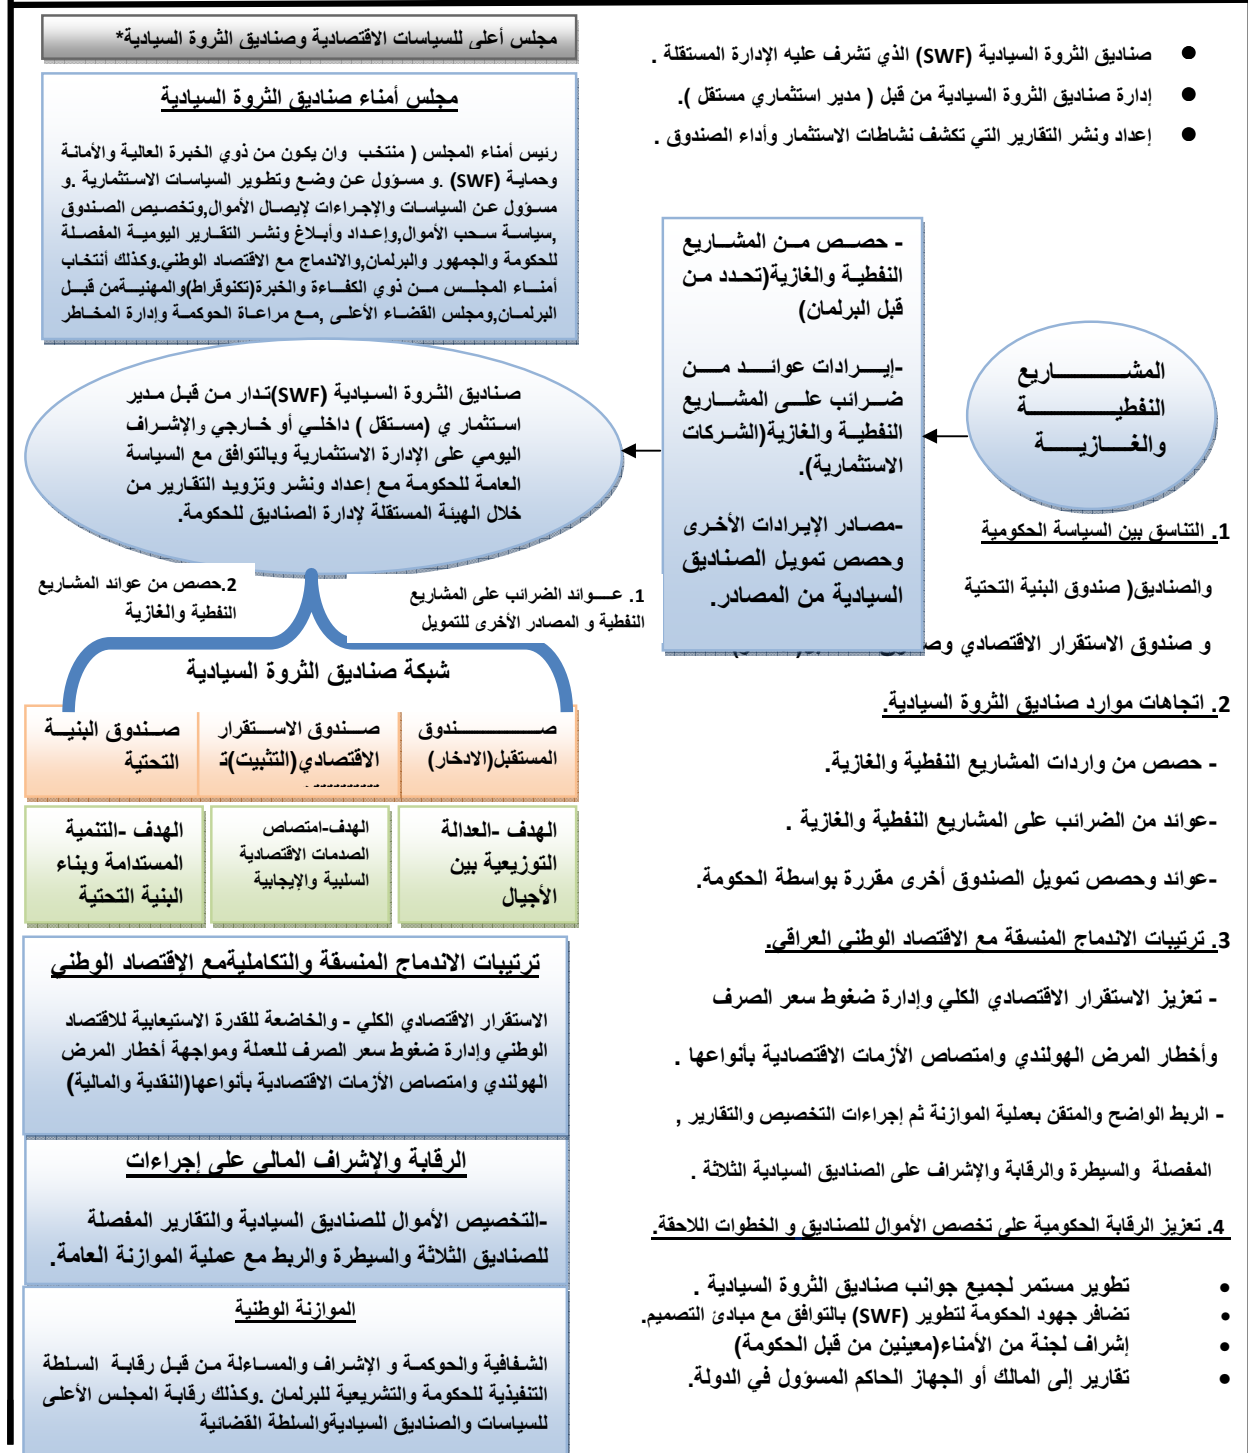 مجلس أعلى للسياسات الاقتصادية وصناديق الثروة السيادية*
● صناديق الثروة السيادية (SWF) الذي تشرف عليه الإدارة المستقلة .
● إدارة صناديق الثروة السيادية من قبل ( مدير استثماري مستقل ).
● إعداد ونشر التقارير التي تكشف نشاطات الاستثمار وأداء الصندوق .
مجلس أمناء صناديق الثروة السيادية
رئيس أمناء المجلس ( منتخب وان يكون من ذوي الخبرة العالية والأمانة
وحماية (SWF) .و مسؤول عن وضع وتطوير السياسات الاستثمارية .و
مسؤول عن السياسات والإجراءات لإيصال الأموال,وتخصيص الصندوق
,سياسة سحب الأموال,وإعداد وأبلاغ ونشر التقارير اليومية المفصلة
للحكومة والجمهور والبرلمان,والاندماج مع الاقتصاد الوطني.وكذلك أنتخاب
أمناء المجلس من ذوي الكفاءة والخبرة(تكنوقراط)والمهنيةمن قبل
البرلمان,ومجلس القضاء الأعلى ,مع مراعاة الحوكمة وإدارة المخاطر
- حصص من المشاريع
النفطية والغازية(تحدد من
قبل البرلمان)
-إيرادات عوائد من
ضرائب على المشاريع
النفطية والغازية(الشركات
الاستثمارية).
-مصادر الإيرادات الأخرى
وحصص تمويل الصناديق
السيادية من المصادر.
المشاريع
النفطية
والغازية
صناديق الثروة السيادية (SWF)تدار من قبل مدير
استثمار ي (مستقل ) داخلي أو خارجي والإشراف
اليومي على الإدارة الاستثمارية وبالتوافق مع السياسة
العامة للحكومة مع إعداد ونشر وتزويد التقارير من
خلال الهيئة المستقلة لإدارة الصناديق للحكومة.
1. عوائد الضرائب على المشاريع
النفطية و المصادر الأخرى للتمويل
2.حصص من عوائد المشاريع
النفطية والغازية
شبكة صناديق الثروة السيادية
صندوق
المستقبل(الادخار)
صندوق الاستقرار
الاقتصادي(التثبيت)ت
صندوق البنية
التحتية
الهدف -العدالة
التوزيعية بين
الأجيال
الهدف-امتصاص
الصدمات الاقتصادية
السلبية والإيجابية
الهدف -التنمية
المستدامة وبناء
البنية التحتية
ترتيبات الاندماج المنسقة والتكامليةمع الإقتصاد الوطني
الاستقرار الاقتصادي الكلي - والخاضعة للقدرة الاستيعابية للاقتصاد
الوطني وإدارة ضغوط سعر الصرف للعملة ومواجهة أخطار المرض
الهولندي وامتصاص الأزمات الاقتصادية بأنواعها(النقدية والمالية)
الرقابة والإشراف المالي على إجراءات
-التخصيص الأموال للصناديق السيادية والتقارير المفصلة
للصناديق الثلاثة والسيطرة والربط مع عملية الموازنة العامة.
الموازنة الوطنية
الشفافية والحوكمة و الإشراف والمساءلة من قبل رقابة السلطة
التنفيذية للحكومة والتشريعية للبرلمان .وكذلك رقابة المجلس الأعلى
للسياسات والصناديق السياديةوالسلطة القضائية
1. التناسق بين السياسة الحكومية
والصناديق( صندوق البنية التحتية
و صندوق الاستقرار الاقتصادي
2. اتجاهات موارد صناديق الثروة السيادية.
- حصص من واردات المشاريع النفطية والغازية.
-عوائد من الضرائب على المشاريع النفطية والغازية .
-عوائد وحصص تمويل الصندوق أخرى مقررة بواسطة الحكومة.
3. ترتيبات الاندماج المنسقة مع الاقتصاد الوطني العراقي.
- تعزيز الاستقرار الاقتصادي الكلي وإدارة ضغوط سعر الصرف
وأخطار المرض الهولندي وامتصاص الأزمات الاقتصادية بأنواعها .
- الربط الواضح والمتقن بعملية الموازنة ثم إجراءات التخصيص والتقارير ,
المفصلة والسيطرة والرقابة والإشراف على الصناديق السيادية الثلاثة .
4. تعزيز الرقابة الحكومية على تخصص الأموال للصناديق و الخطوات اللاحقة.
• تطوير مستمر لجميع جوانب صناديق الثروة السيادية .
• تضافر جهود الحكومة لتطوير (SWF) بالتوافق مع مبادئ التصميم.
• إشراف لجنة من الأمناء(معينين من قبل الحكومة)
• تقارير إلى المالك أو الجهاز الحاكم المسؤول في الدولة.